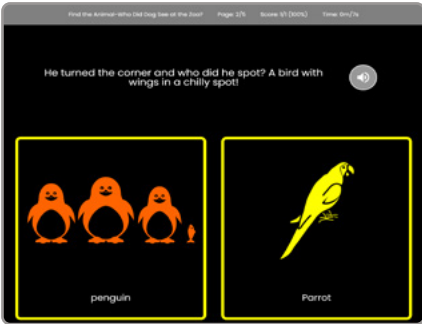 Find the Animal-Who Did Dog See at the Zoo? Page: 2/5 Score: 1/1 (100%) Time: 0m/7s
He turned the corner and who did he spot? A bird with
wings in a chilly spot!
penguin Parrot